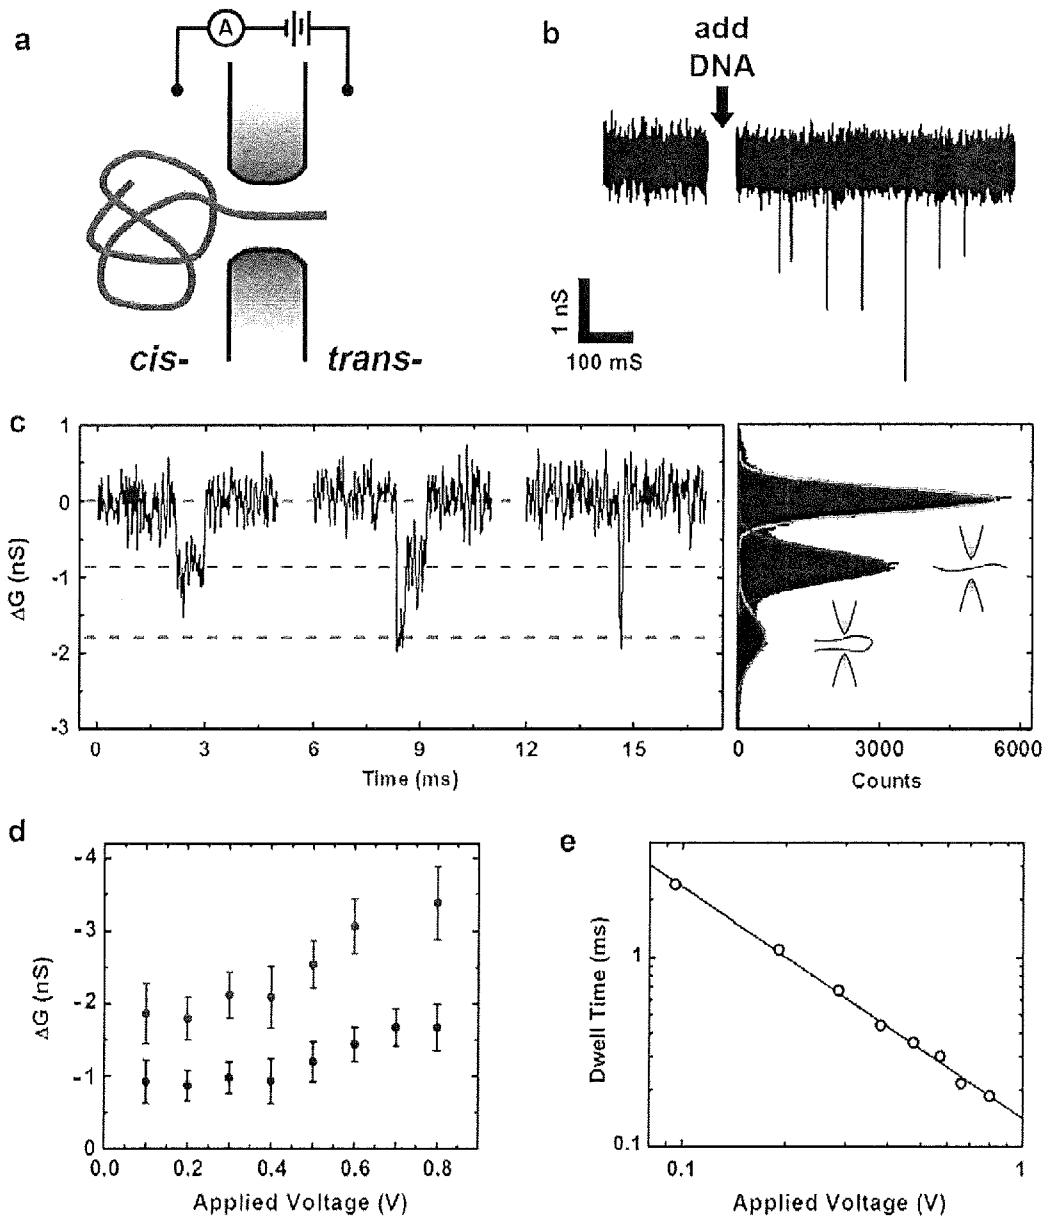 a
A
cis-
trans-
b
add
DNA
1 nS
100 mS
c
1
0
-1
-2
-3
ΔG (nS)
0
3
6
9
12
15
Time (ms)
0
3000
6000
Counts
d
-4
-3
-2
-1
0
ΔG (nS)
0.0
0.2
0.4
0.6
0.8
Applied Voltage (V)
e
1
0.1
Dwell Time (ms)
0.1
1
Applied Voltage (V)